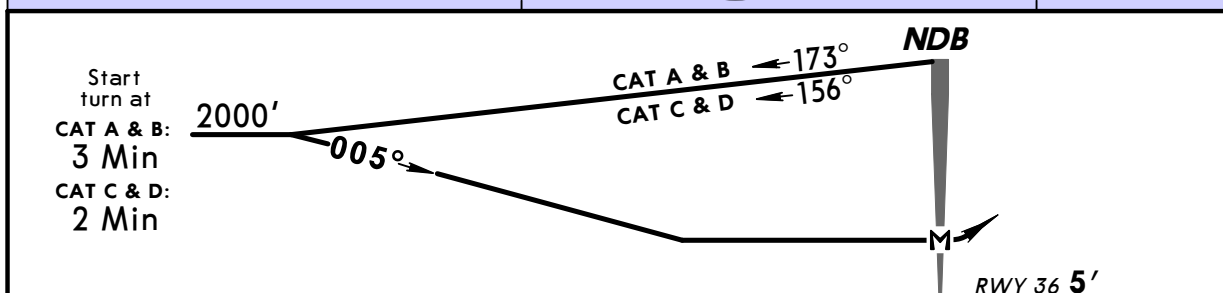 NDB
Start
turn at
CAT A & B:
3 Min
CAT C & D:
2 Min
2000'
CAT A & B 173°
CAT C & D 156°
005°
M
RWY 36 5'